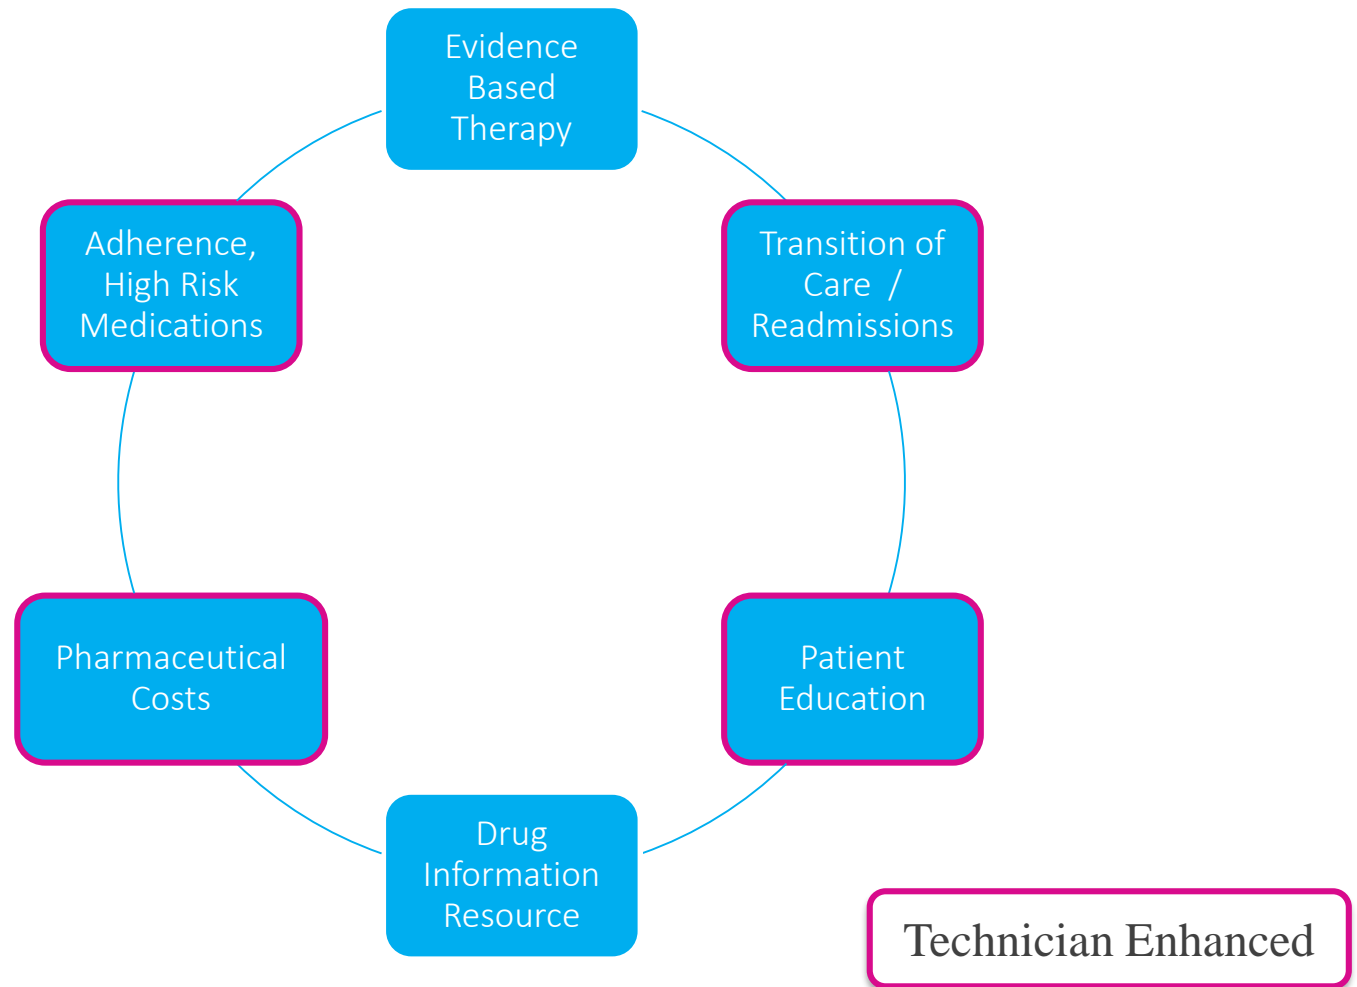 Evidence
Based
Therapy
Adherence,
High Risk
Medications
Transition of
Care /
Readmissions
Pharmaceutical
Costs
Patient
Education
Drug
Information
Resource
Technician Enhanced